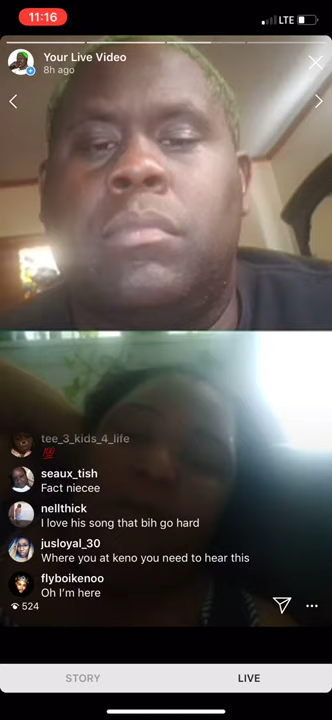 11:16
LTE
Your Live Video
8h ago
tee_3_kids_4_life
💯
seaux_tish
Fact niecee
nellthick
I love his song that bih go hard
jusloyal_30
Where you at keno you need to hear this
flyboikenoo
Oh I'm here
524
STORY
LIVE